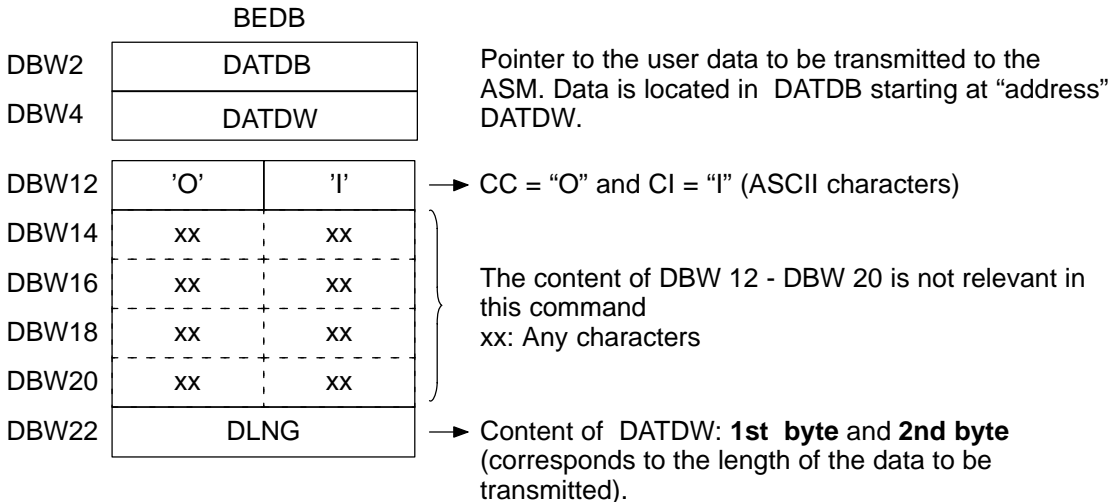 BEDB
DBW2 DATDB Pointer to the user data to be transmitted to the
ASM. Data is located in DATDB starting at “address”
DBW4 DATDW DATDW.
DBW12 ’O’ ’I’ CC = “O” and CI = “I” (ASCII characters)
DBW14 xx xx
DBW16 xx xx The content of DBW 12 - DBW 20 is not relevant in
this command
DBW18 xx xx xx: Any characters
DBW20 xx xx
DBW22 DLNG Content of DATDW: 1st byte and 2nd byte
(corresponds to the length of the data to be
transmitted).